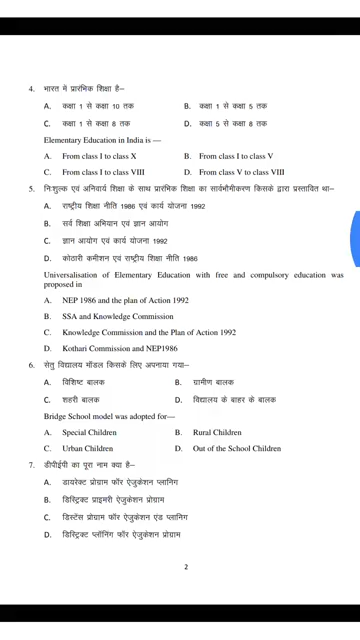 4. भारत में प्रारंभिक शिक्षा है–
A. कक्षा 1 से कक्षा 10 तक B. कक्षा 1 से कक्षा 5 तक
C. कक्षा 1 से कक्षा 8 तक D. कक्षा 5 से कक्षा 8 तक
Elementary Education in India is —
A. From class I to class X B. From class I to class V
C. From class I to class VIII D. From class V to class VIII
5. निःशुल्क एवं अनिवार्य शिक्षा के साथ प्रारंभिक शिक्षा का सार्वभौमीकरण किसके द्वारा प्रस्तावित था–
A. राष्ट्रीय शिक्षा नीति 1986 एवं कार्य योजना 1992
B. सर्व शिक्षा अभियान एवं ज्ञान आयोग
C. ज्ञान आयोग एवं कार्य योजना 1992
D. कोठारी कमीशन एवं राष्ट्रीय शिक्षा नीति 1986
Universalisation of Elementary Education with free and compulsory education was
proposed in
A. NEP 1986 and the plan of Action 1992
B. SSA and Knowledge Commission
C. Knowledge Commission and the Plan of Action 1992
D. Kothari Commission and NEP1986
6. सेतु विद्यालय मॉडल किसके लिए अपनाया गया–
A. विशिष्ट बालक B. ग्रामीण बालक
C. शहरी बालक D. विद्यालय के बाहर के बालक
Bridge School model was adopted for—
A. Special Children B. Rural Children
C. Urban Children D. Out of the School Children
7. डीपीईपी का पूरा नाम क्या है–
A. डायरेक्ट प्रोग्राम फॉर ऐजुकेशन प्लानिंग
B. डिस्ट्रिक्ट प्राइमरी ऐजुकेशन प्रोग्राम
C. डिस्टेंस प्रोग्राम फॉर ऐजुकेशन एंड प्लानिंग
D. डिस्ट्रिक्ट प्लॉनिंग फॉर ऐजुकेशन प्रोग्राम
2